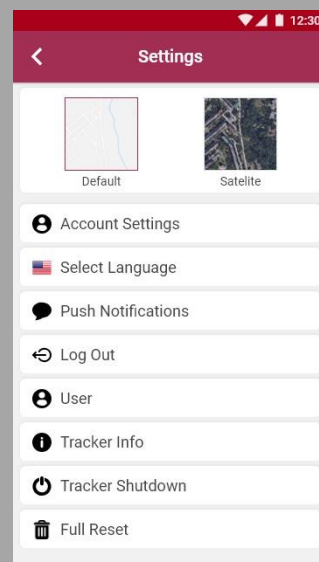 12:30
Settings
Default Satelite
Account Settings
Select Language
Push Notifications
Log Out
User
Tracker Info
Tracker Shutdown
Full Reset